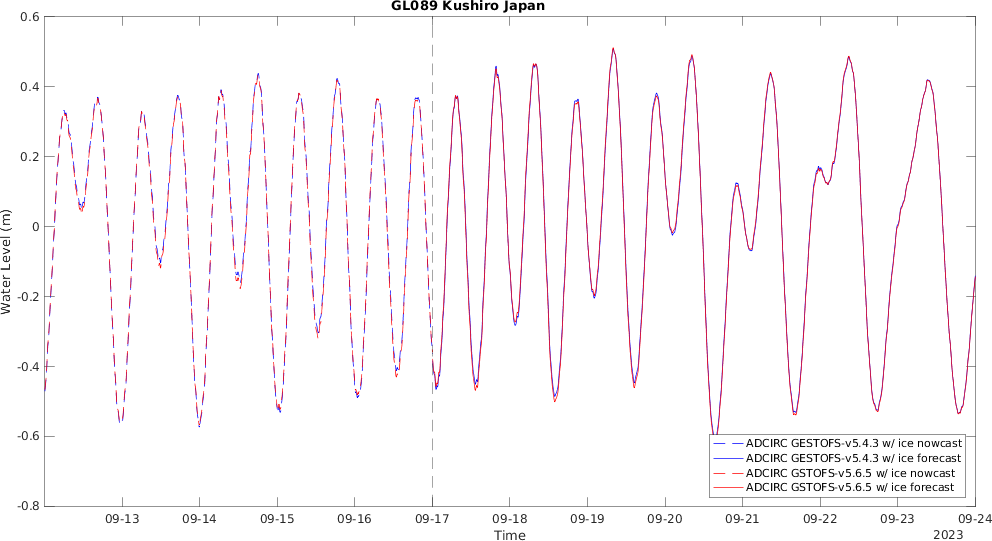 GL089 Kushiro Japan
Water Level (m)
0.6
0.4
0.2
0
-0.2
-0.4
-0.6
-0.8
ADCIRC GESTOFS-v5.4.3 w/ ice nowcast
ADCIRC GESTOFS-v5.4.3 w/ ice forecast
ADCIRC GSTOFS-v5.6.5 w/ ice nowcast
ADCIRC GSTOFS-v5.6.5 w/ ice forecast
09-13 09-14 09-15 09-16 09-17 09-18 09-19 09-20 09-21 09-22 09-23 09-24
Time
2023